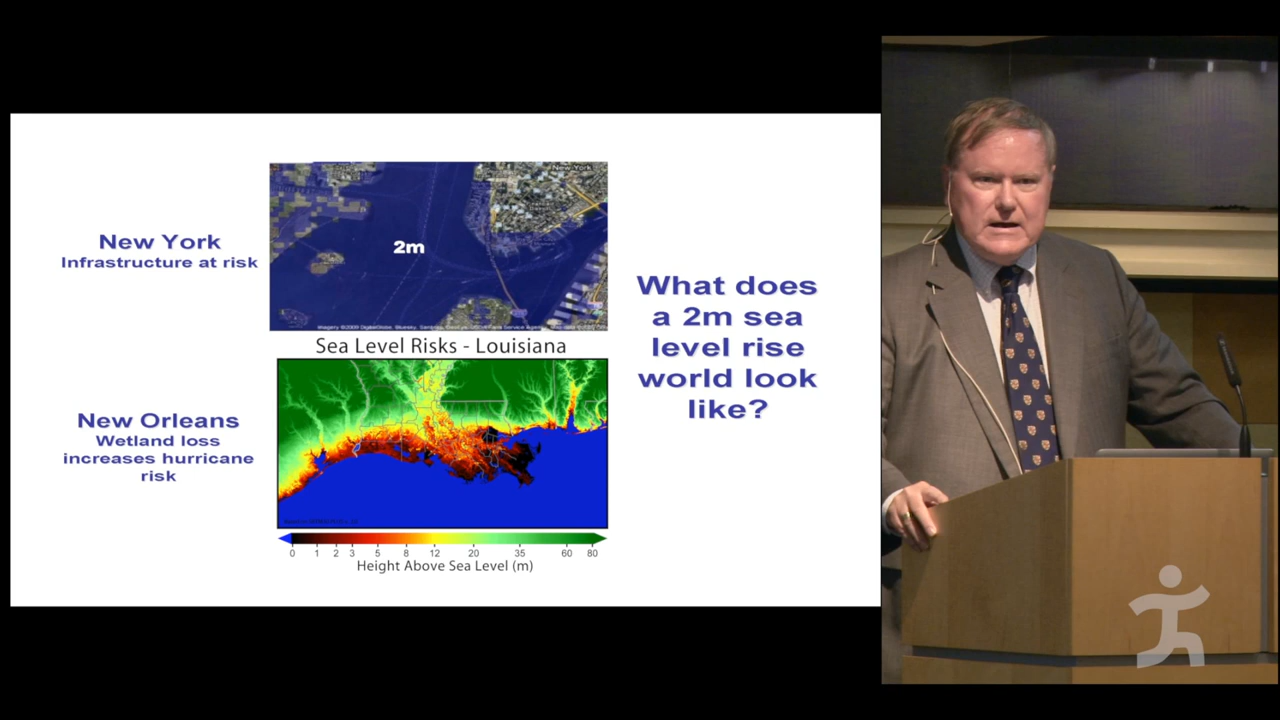 New York
Infrastructure at risk
New York
2m
Sea Level Risks - Louisiana
New Orleans
Wetland loss
increases hurricane
risk
0 1 2 3 5 8 12 20 35 60 80
Height Above Sea Level (m)
What does
a 2m sea
level rise
world look
like?